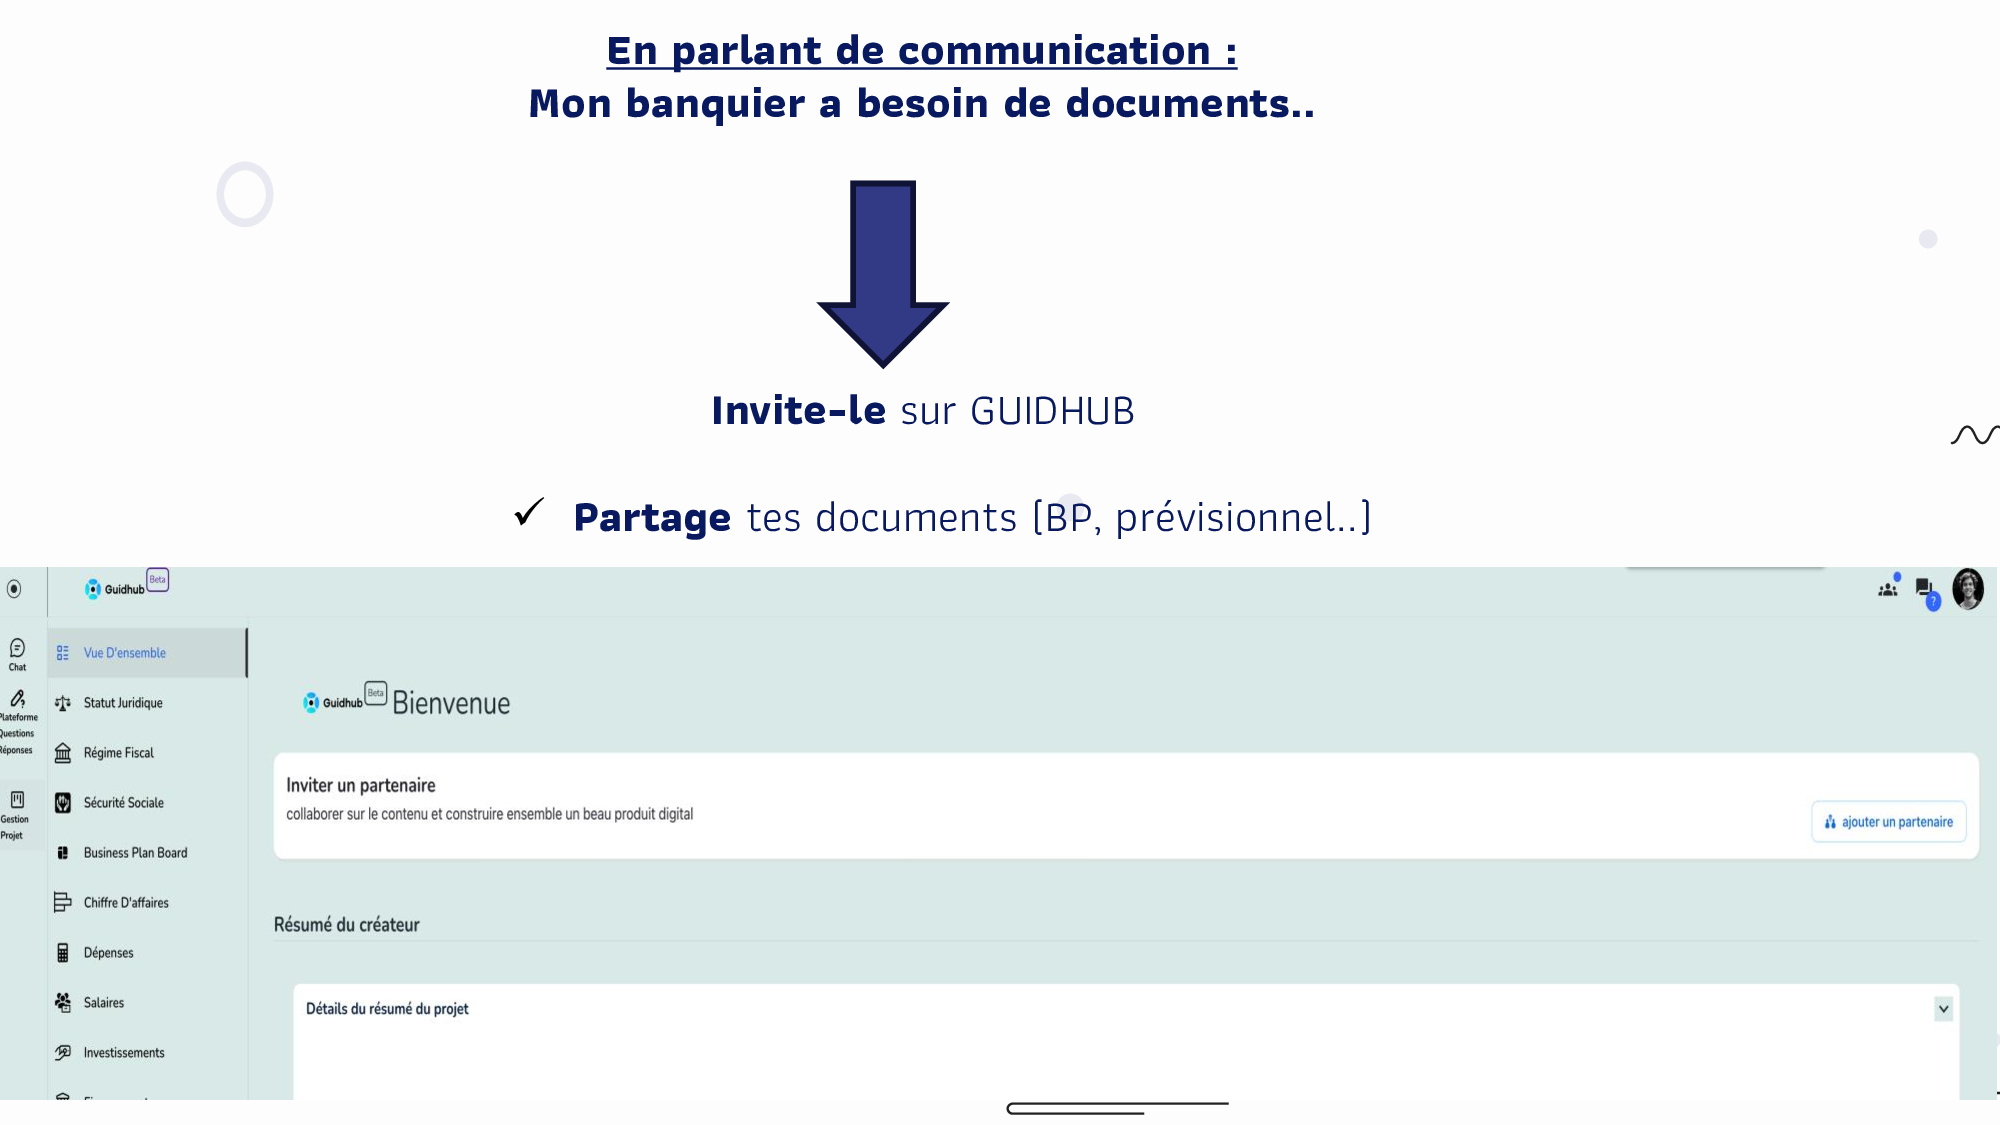 En parlant de communication :
Mon banquier a besoin de documents..
Invite-le sur GUIDHUB
✓ Partage tes documents (BP, prévisionnel..)
Guidhub Beta
?
Chat
Plateforme
Questions
Réponses
Gestion
Projet
Vue D'ensemble
Statut Juridique
Régime Fiscal
Sécurité Sociale
Business Plan Board
Chiffre D'affaires
Dépenses
Salaires
Investissements
Guidhub Beta Bienvenue
Inviter un partenaire
collaborer sur le contenu et construire ensemble un beau produit digital
ajouter un partenaire
Résumé du créateur
Détails du résumé du projet